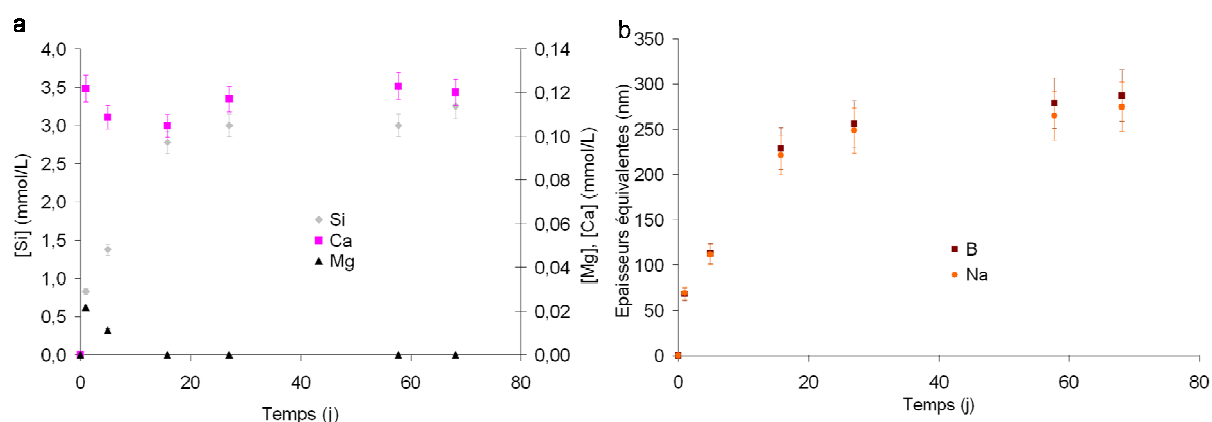 a
4,0
3,5
3,0
2,5
2,0
1,5
1,0
0,5
0,0
[Si] (mmol/L)
0,14
0,12
0,10
0,08
0,06
0,04
0,02
0,00
[Mg], [Ca] (mmol/L)
Si
Ca
Mg
0
20
40
60
80
Temps (j)
b
350
300
250
200
150
100
50
0
Epaisseurs équivalentes (nm)
B
Na
0
20
40
60
80
Temps (j)